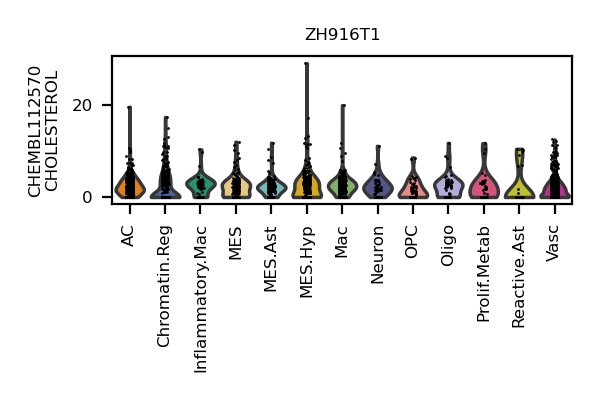 ZH916T1
CHEMBL112570
CHOLESTEROL
20
0
AC
Chromatin.Reg
Inflammatory.Mac
MES
MES.Ast
MES.Hyp
Mac
Neuron
OPC
Oligo
Prolif.Metab
Reactive.Ast
Vasc